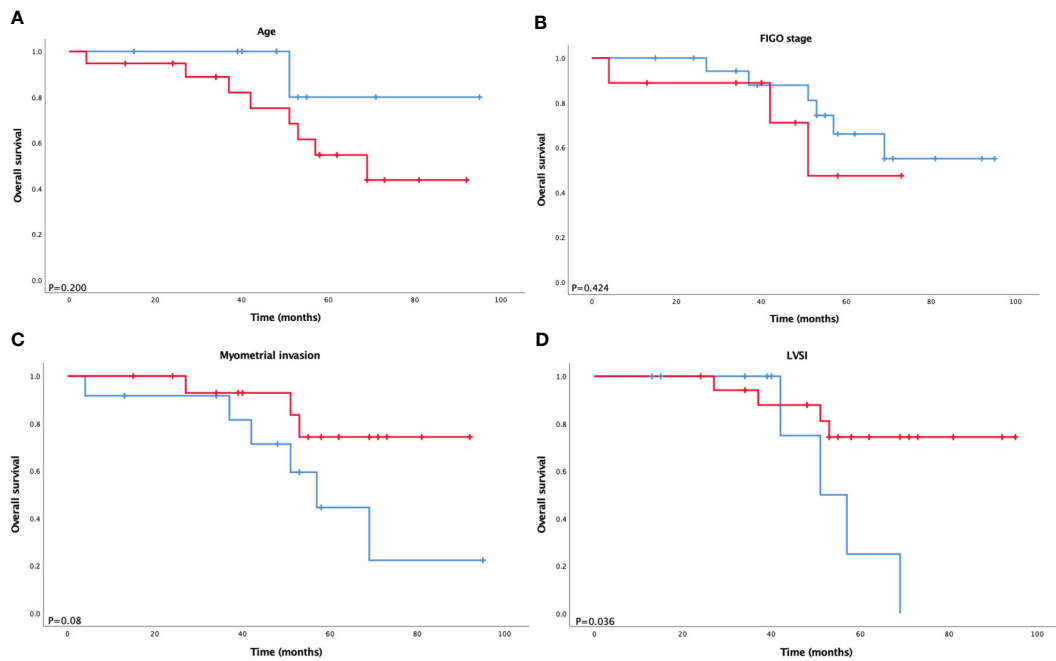 A
Age
Overall survival
1.0
0.8
0.6
0.4
0.2
0.0
P=0.200
0 20 40 60 80 100
Time (months)
B
FIGO stage
Overall survival
1.0
0.8
0.6
0.4
0.2
0.0
P=0.424
0 20 40 60 80 100
Time (months)
C
Myometrial invasion
Overall survival
1.0
0.8
0.6
0.4
0.2
0.0
P=0.08
0 20 40 60 80 100
Time (months)
D
LVSI
Overall survival
1.0
0.8
0.6
0.4
0.2
0.0
P=0.036
0 20 40 60 80 100
Time (months)